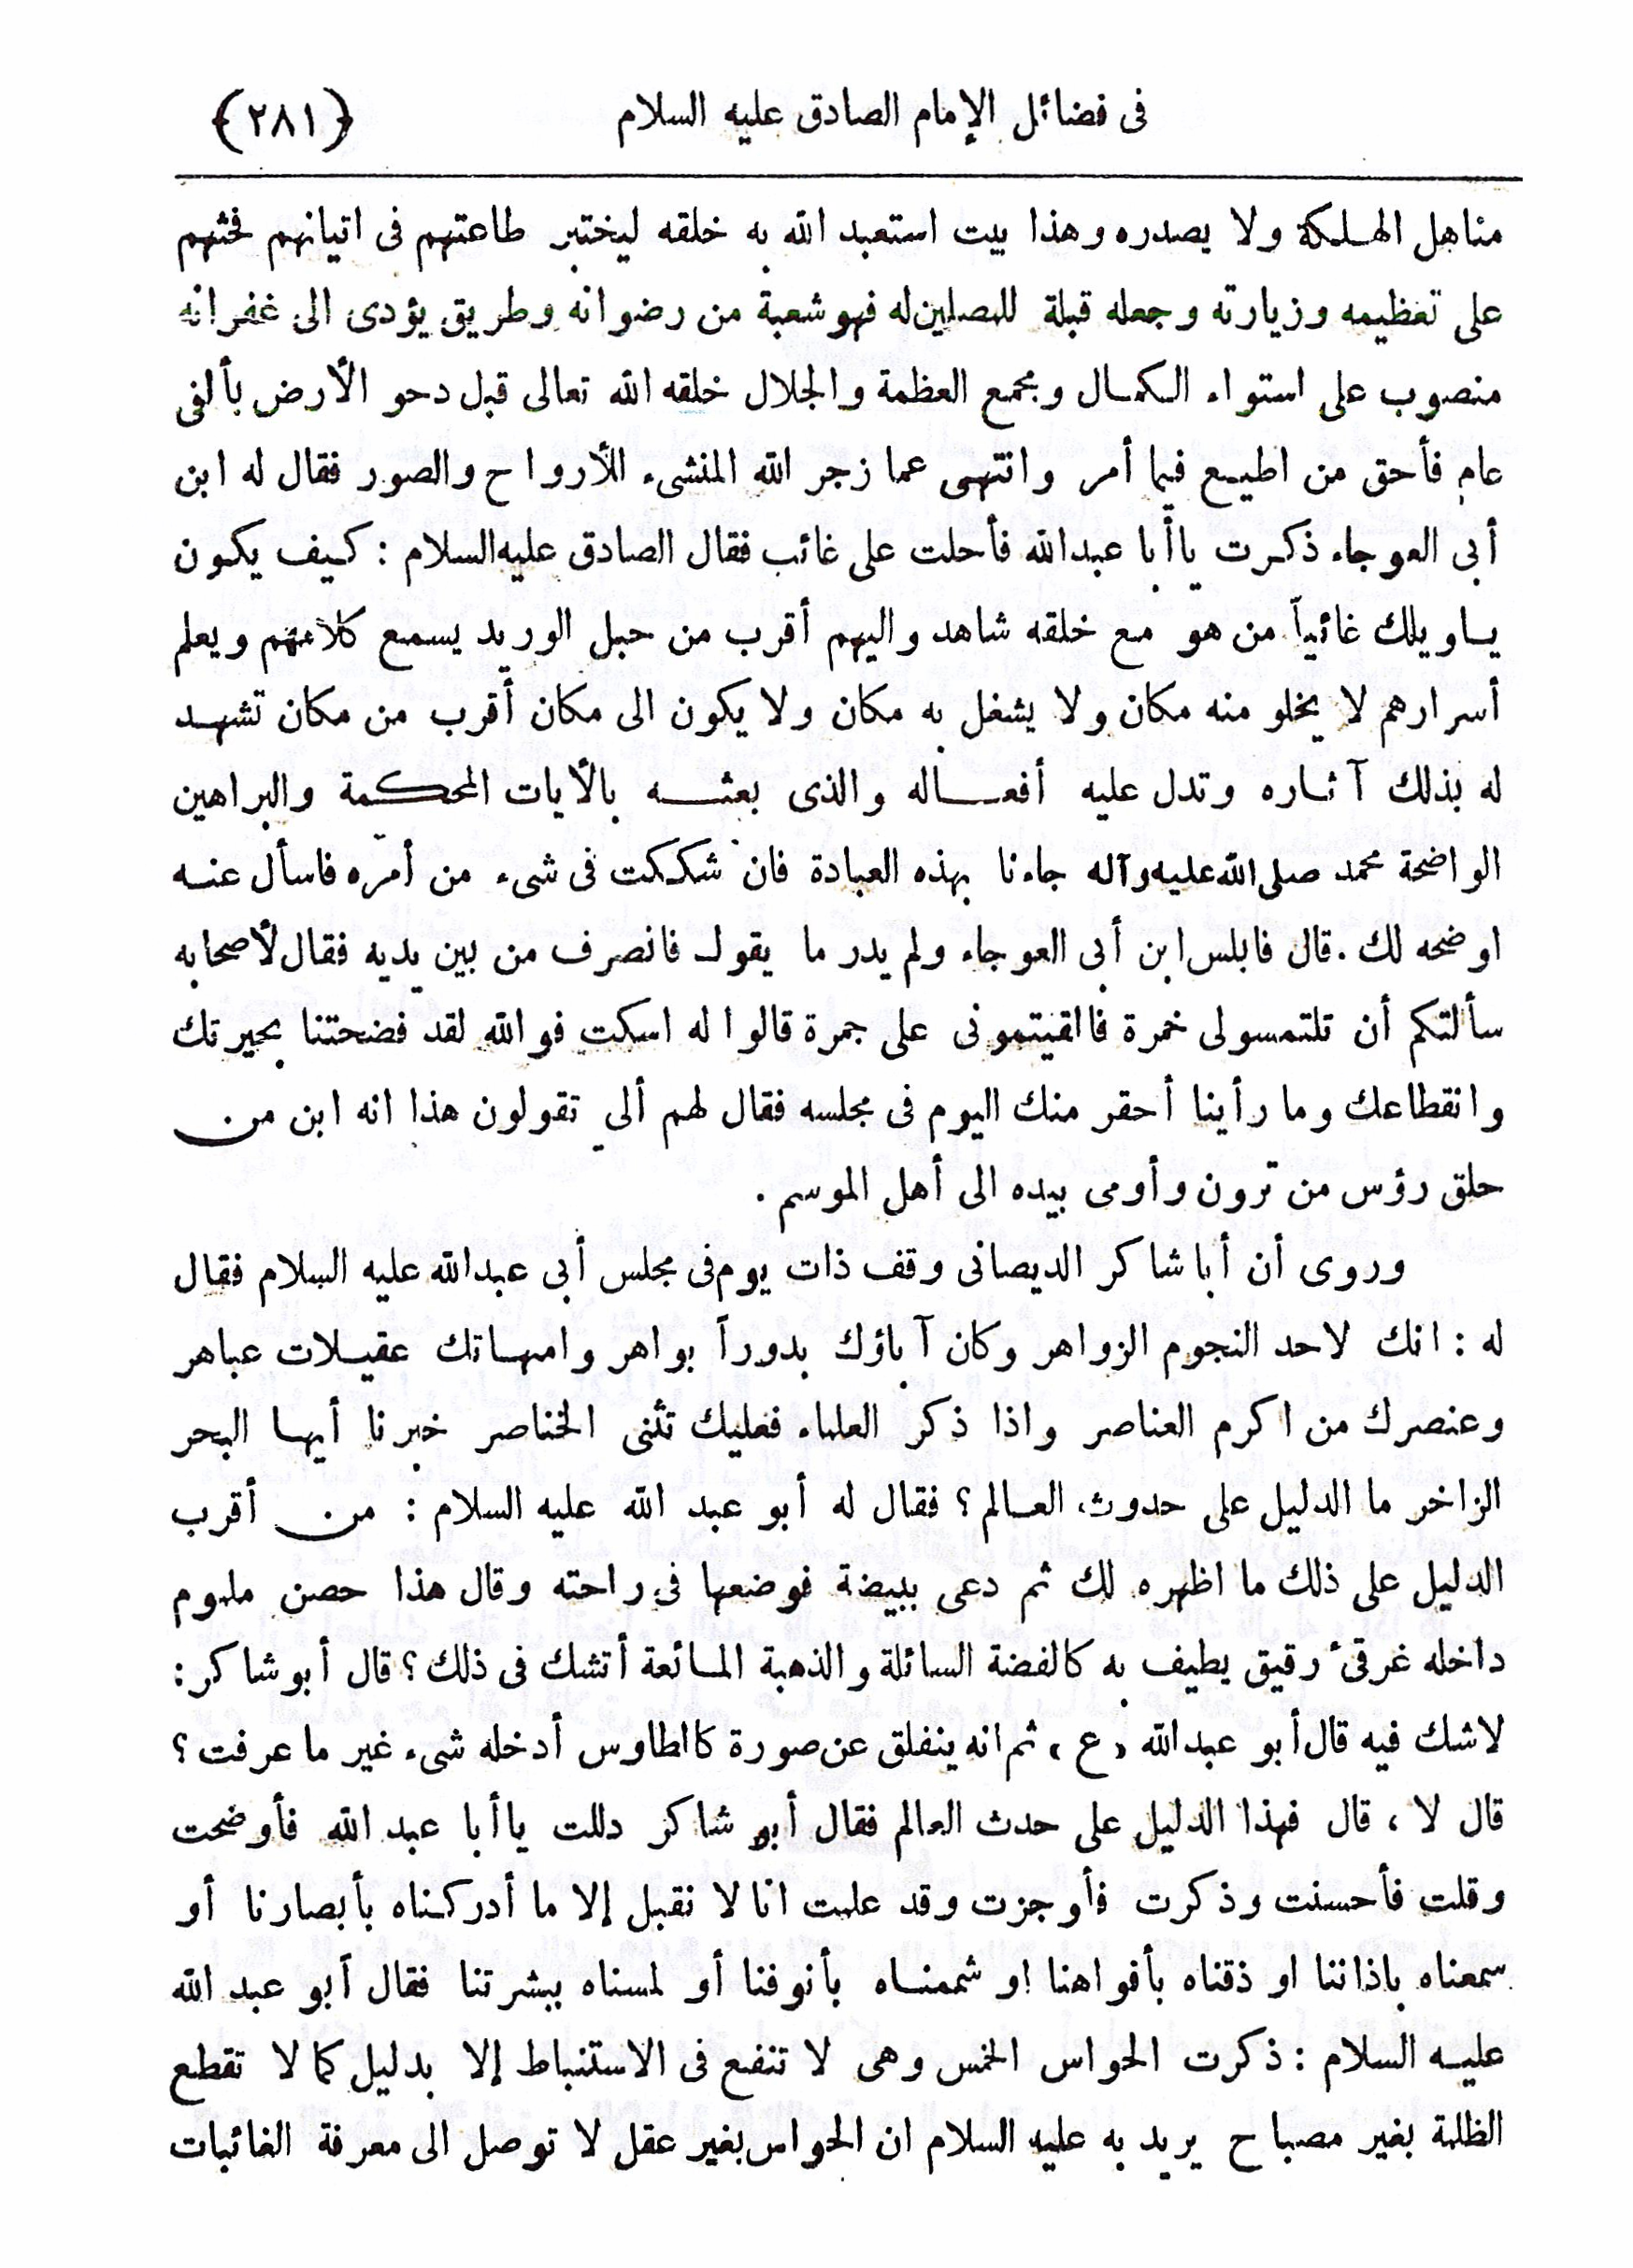 في فضائل الإمام الصادق عليه السلام ﴿٢٨١﴾
مناهل الهلكة ولا يصدره وهذا بيت استعبد الله به خلقه ليختبر طاعتهم في اتيانهم فحثهم
على تعظيمه وزيارته وجعله قبلة للمصلين له فهو شعبة من رضوانه وطريق يؤدى الى غفرانه
منصوب على استواء الكمال ومجمع العظمة والجلال خلقه الله تعالى قبل دحو الأرض بألفى
عام فأحق من اطيع فيما أمر وانتهى عما زجر الله المنشىء للأرواح والصور فقال له ابن
أبى العوجاء ذكرت ياأبا عبدالله فأحلت على غائب فقال الصادق عليه السلام : كيف يكون
ياويلك غائباً من هو مع خلقه شاهد واليهم أقرب من حبل الوريد يسمع كلامهم ويعلم
أسرارهم لا يخلو منه مكان ولا يشغل به مكان ولا يكون الى مكان أقرب من مكان تشهد
له بذلك آثاره وتدل عليه أفعاله والذى بعثه بالآيات المحكمة والبراهين
الواضحة محمد صلى الله عليه وآله جاءنا بهذه العبادة فان شككت فى شىء من أمره فاسأل عنه
اوضحه لك . قال فابلس ابن أبى العوجاء ولم يدر ما يقول فانصرف من بين يديه فقال لأصحابه
سألتكم أن تلتمسولى خمرة فالقيتمونى على جمرة قالوا له اسكت فو الله لقد فضحتنا بحيرتك
وانقطاعك وما رأينا أحقر منك اليوم فى مجلسه فقال لهم ألي تقولون هذا انه ابن من
حلق رؤس من ترون وأومى بيده الى أهل الموسم .
وروى أن أبا شاكر الديصانى وقف ذات يوم فى مجلس أبى عبدالله عليه السلام فقال
له : انك لاحد النجوم الزواهر وكان آباؤك بدوراً بواهر وامهاتك عقيلات عباهر
وعنصرك من اكرم العناصر واذا ذكر العلماء فعليك تثنى الخناصر خبرنا أيها البحر
الزاخر ما الدليل على حدوث العالم ؟ فقال له أبو عبد الله عليه السلام : من أقرب
الدليل على ذلك ما اظهره لك ثم دعى ببيضة فوضعها فى راحته وقال هذا حصن ملموم
داخله غرقىء رقيق يطيف به كالفضة السائلة والذهبة المائعة أتشك فى ذلك ؟ قال أبو شاكر :
لاشك فيه قال أبو عبدالله «ع» ثم انه ينفلق عن صورة كالطاوس أدخله شىء غير ما عرفت ؟
قال لا ، قال فهذا الدليل على حدث العالم فقال أبو شاكر دللت ياأبا عبد الله فأوضحت
وقلت فأحسنت وذكرت فأوجزت وقد علمت انا لا نقبل إلا ما أدركناه بأبصارنا أو
سمعناه باذاننا او ذقناه بأفواهنا او شممناه بأنوفنا أو لمسناه ببشرتنا فقال أبو عبد الله
عليه السلام : ذكرت الحواس الخمس وهى لا تنفع فى الاستنباط إلا بدليل كما لا تقطع
الظلمة بغير مصباح يريد به عليه السلام ان الحواس بغير عقل لا توصل الى معرفة الغائبات